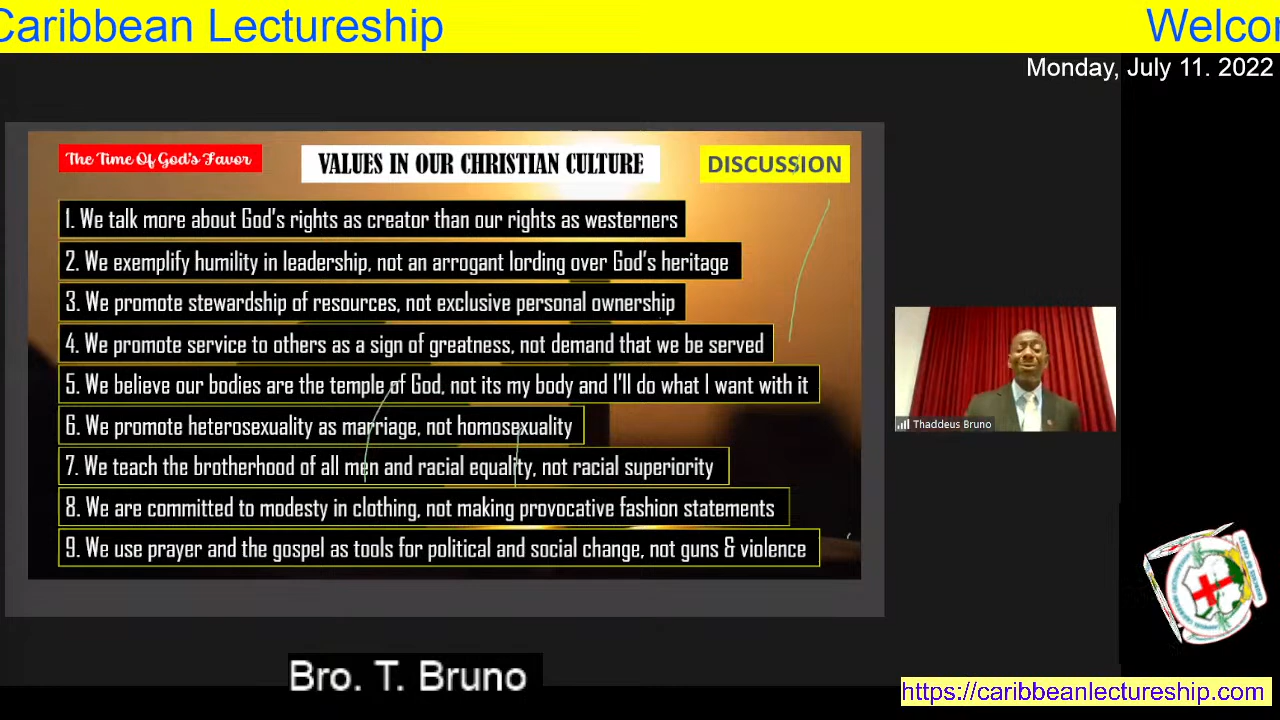 Caribbean Lectureship
Welco
Monday, July 11. 2022
The Time Of God's Favor
VALUES IN OUR CHRISTIAN CULTURE
DISCUSSION
1. We talk more about God's rights as creator than our rights as westerners
2. We exemplify humility in leadership, not an arrogant lording over God's heritage
3. We promote stewardship of resources, not exclusive personal ownership
4. We promote service to others as a sign of greatness, not demand that we be served
5. We believe our bodies are the temple of God, not its my body and I'll do what I want with it
6. We promote heterosexuality as marriage, not homosexuality
7. We teach the brotherhood of all men and racial equality, not racial superiority
8. We are committed to modesty in clothing, not making provocative fashion statements
9. We use prayer and the gospel as tools for political and social change, not guns & violence
Thaddeus Bruno
Bro. T. Bruno
https://caribbeanlectureship.com